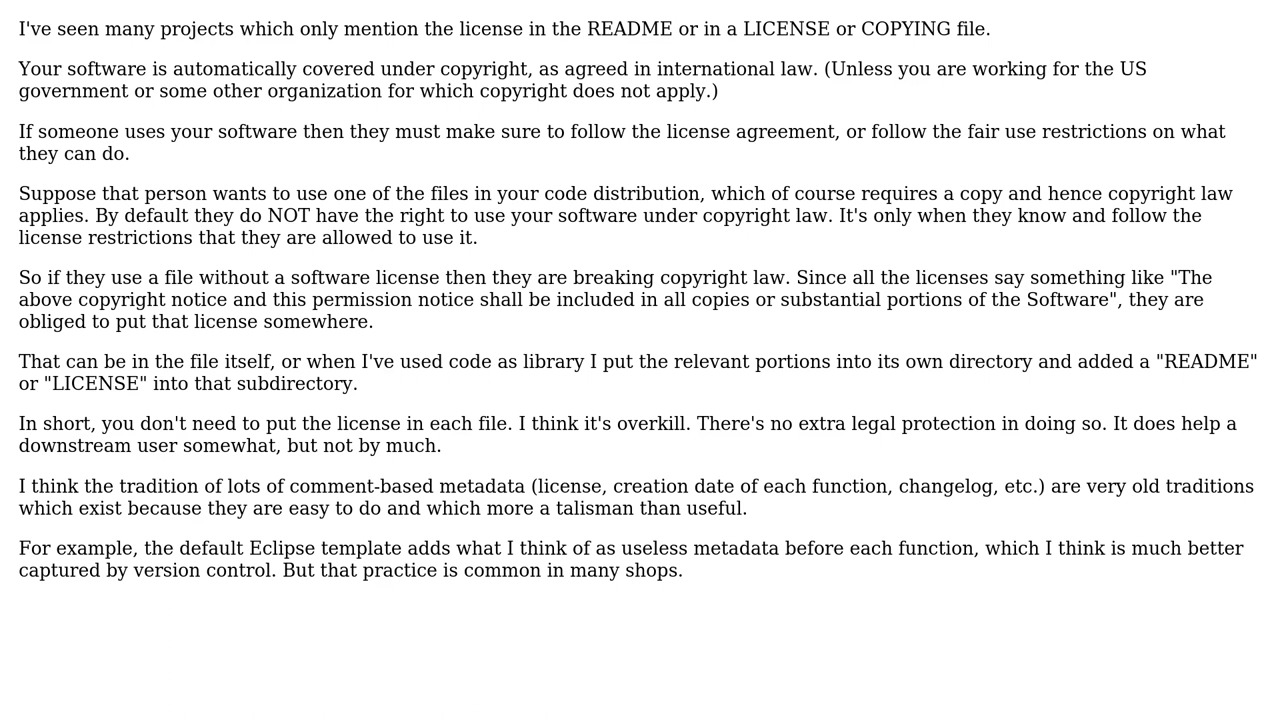 I've seen many projects which only mention the license in the README or in a LICENSE or COPYING file.
Your software is automatically covered under copyright, as agreed in international law. (Unless you are working for the US
government or some other organization for which copyright does not apply.)
If someone uses your software then they must make sure to follow the license agreement, or follow the fair use restrictions on what
they can do.
Suppose that person wants to use one of the files in your code distribution, which of course requires a copy and hence copyright law
applies. By default they do NOT have the right to use your software under copyright law. It's only when they know and follow the
license restrictions that they are allowed to use it.
So if they use a file without a software license then they are breaking copyright law. Since all the licenses say something like "The
above copyright notice and this permission notice shall be included in all copies or substantial portions of the Software", they are
obliged to put that license somewhere.
That can be in the file itself, or when I've used code as library I put the relevant portions into its own directory and added a "README"
or "LICENSE" into that subdirectory.
In short, you don't need to put the license in each file. I think it's overkill. There's no extra legal protection in doing so. It does help a
downstream user somewhat, but not by much.
I think the tradition of lots of comment-based metadata (license, creation date of each function, changelog, etc.) are very old traditions
which exist because they are easy to do and which more a talisman than useful.
For example, the default Eclipse template adds what I think of as useless metadata before each function, which I think is much better
captured by version control. But that practice is common in many shops.